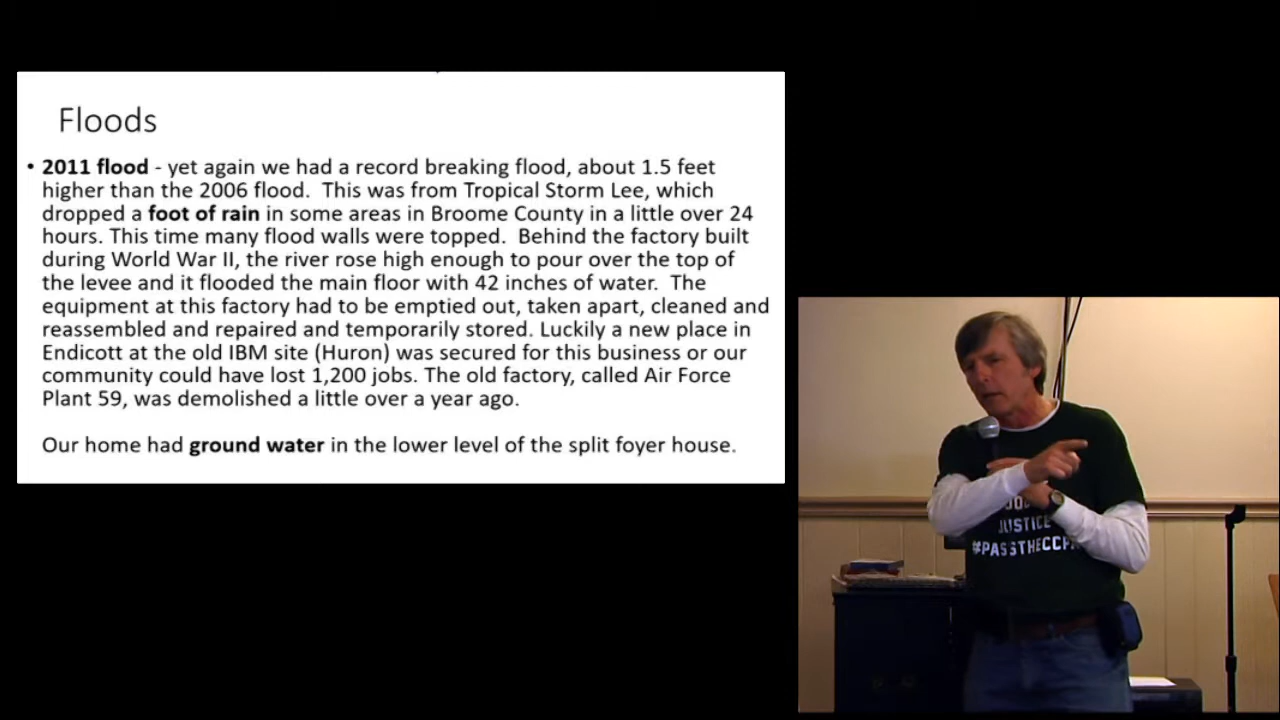 Floods
• 2011 flood - yet again we had a record breaking flood, about 1.5 feet
higher than the 2006 flood.  This was from Tropical Storm Lee, which
dropped a foot of rain in some areas in Broome County in a little over 24
hours. This time many flood walls were topped.  Behind the factory built
during World War II, the river rose high enough to pour over the top of
the levee and it flooded the main floor with 42 inches of water.  The
equipment at this factory had to be emptied out, taken apart, cleaned and
reassembled and repaired and temporarily stored. Luckily a new place in
Endicott at the old IBM site (Huron) was secured for this business or our
community could have lost 1,200 jobs. The old factory, called Air Force
Plant 59, was demolished a little over a year ago.
Our home had ground water in the lower level of the split foyer house.
JUSTICE